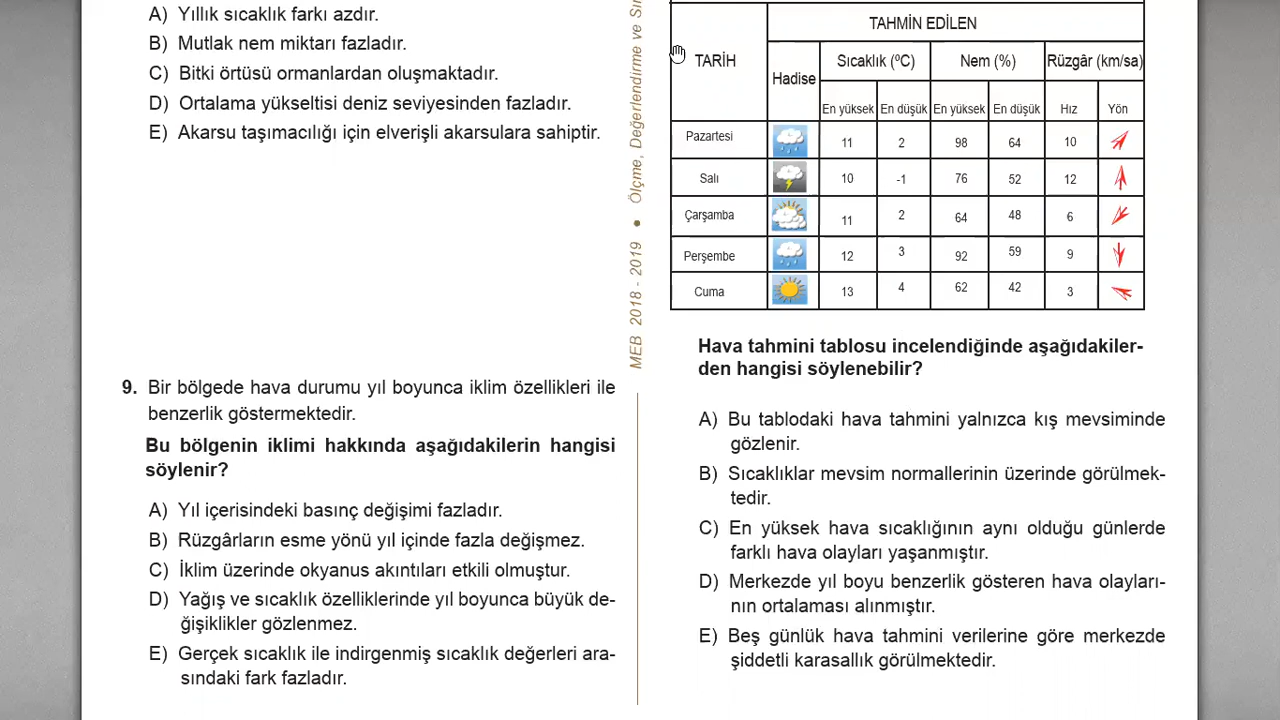 A) Yıllık sıcaklık farkı azdır.
B) Mutlak nem miktarı fazladır.
C) Bitki örtüsü ormanlardan oluşmaktadır.
D) Ortalama yükseltisi deniz seviyesinden fazladır.
E) Akarsu taşımacılığı için elverişli akarsulara sahiptir.
9. Bir bölgede hava durumu yıl boyunca iklim özellikleri ile
benzerlik göstermektedir.
Bu bölgenin iklimi hakkında aşağıdakilerin hangisi
söylenir?
A) Yıl içerisindeki basınç değişimi fazladır.
B) Rüzgârların esme yönü yıl içinde fazla değişmez.
C) İklim üzerinde okyanus akıntıları etkili olmuştur.
D) Yağış ve sıcaklık özelliklerinde yıl boyunca büyük de-
ğişiklikler gözlenmez.
E) Gerçek sıcaklık ile indirgenmiş sıcaklık değerleri ara-
sındaki fark fazladır.
MEB 2018 - 2019 • Ölçme, Değerlendirme ve
TAHMİN EDİLEN
TARİH Hadise Sıcaklık (ºC) Nem (%) Rüzgâr (km/sa)
En yüksek En düşük En yüksek En düşük Hız Yön
Pazartesi 11 2 98 64 10
Salı 10 -1 76 52 12
Çarşamba 11 2 64 48 6
Perşembe 12 3 92 59 9
Cuma 13 4 62 42 3
Hava tahmini tablosu incelendiğinde aşağıdakiler-
den hangisi söylenebilir?
A) Bu tablodaki hava tahmini yalnızca kış mevsiminde
gözlenir.
B) Sıcaklıklar mevsim normallerinin üzerinde görülmek-
tedir.
C) En yüksek hava sıcaklığının aynı olduğu günlerde
farklı hava olayları yaşanmıştır.
D) Merkezde yıl boyu benzerlik gösteren hava olayları-
nın ortalaması alınmıştır.
E) Beş günlük hava tahmini verilerine göre merkezde
şiddetli karasallık görülmektedir.